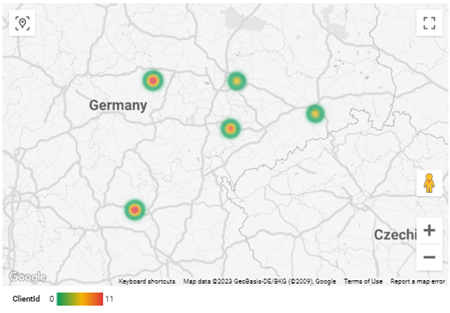 Germany
Czechi
Google
Keyboard shortcuts Map data ©2023 GeoBasis-DE/BKG (©2009), Google Terms of Use Report a map error
ClientId 0 11